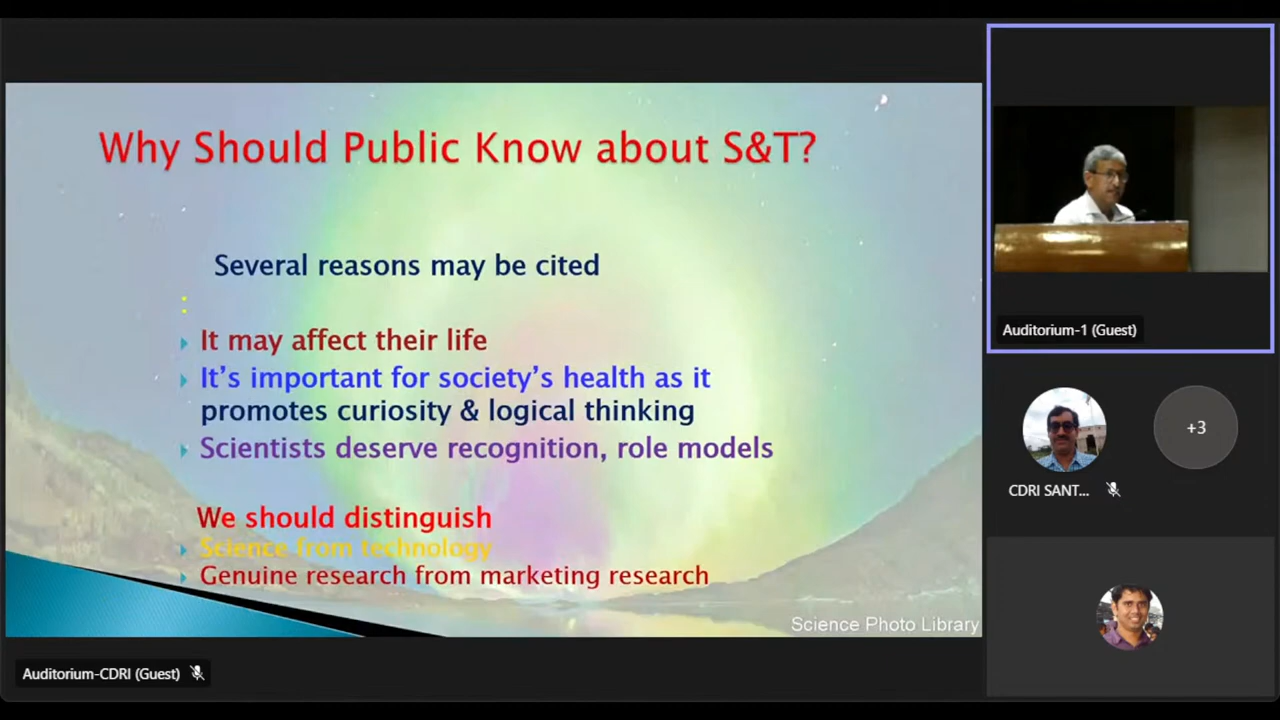 Why Should Public Know about S&T?
Several reasons may be cited
:
It may affect their life
It's important for society's health as it
promotes curiosity & logical thinking
Scientists deserve recognition, role models
We should distinguish
Science from technology
Genuine research from marketing research
Science Photo Library
Auditorium-CDRI (Guest)
Auditorium-1 (Guest)
CDRI SANT...
+3